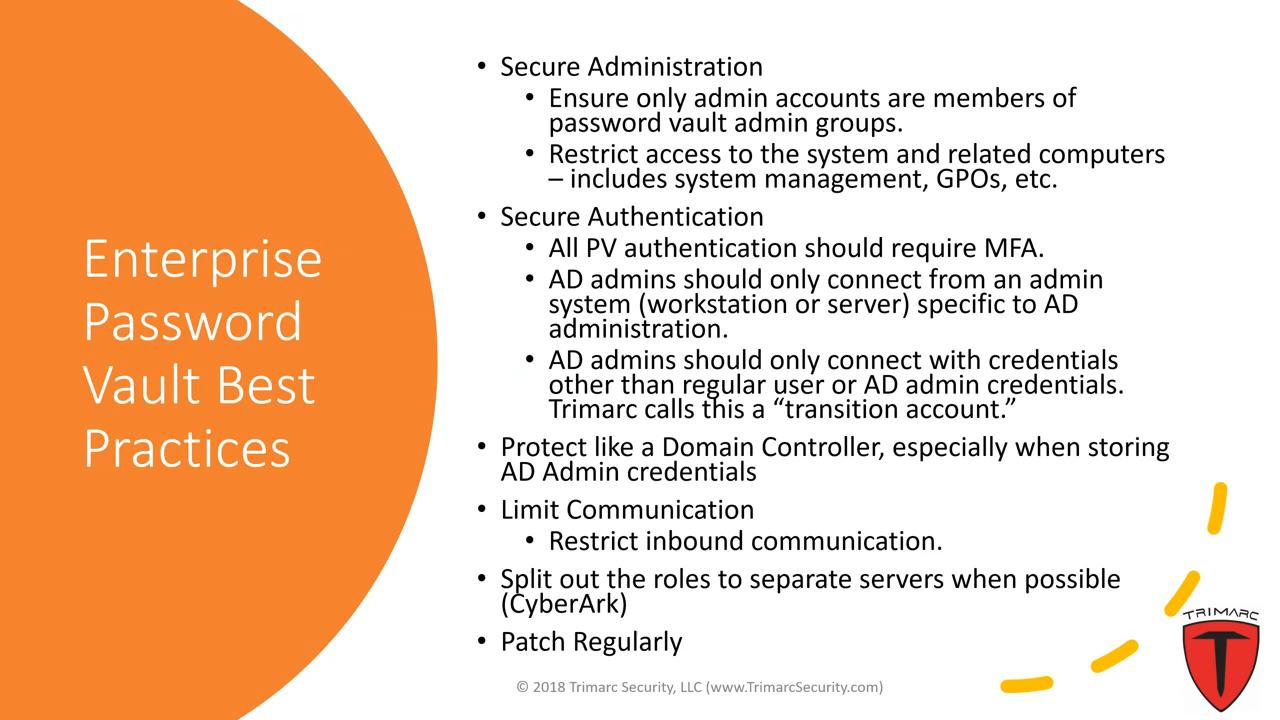 Enterprise
Password
Vault Best
Practices
• Secure Administration
• Ensure only admin accounts are members of
password vault admin groups.
• Restrict access to the system and related computers
– includes system management, GPOs, etc.
• Secure Authentication
• All PV authentication should require MFA.
• AD admins should only connect from an admin
system (workstation or server) specific to AD
administration.
• AD admins should only connect with credentials
other than regular user or AD admin credentials.
Trimarc calls this a “transition account.”
• Protect like a Domain Controller, especially when storing
AD Admin credentials
• Limit Communication
• Restrict inbound communication.
• Split out the roles to separate servers when possible
(CyberArk)
• Patch Regularly
TRIMARC
© 2018 Trimarc Security, LLC (www.TrimarcSecurity.com)